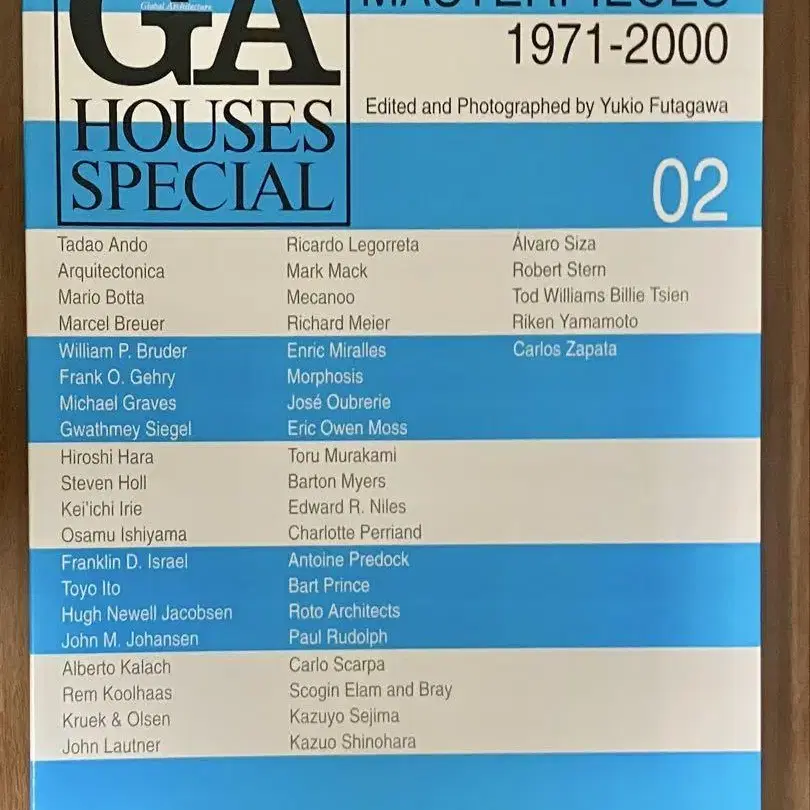 Global Architecture
GA
HOUSES
SPECIAL
MASTERPIECES
1971-2000
Edited and Photographed by Yukio Futagawa
02
Tadao Ando
Arquitectonica
Mario Botta
Marcel Breuer
William P. Bruder
Frank O. Gehry
Michael Graves
Gwathmey Siegel
Hiroshi Hara
Steven Holl
Kei'ichi Irie
Osamu Ishiyama
Franklin D. Israel
Toyo Ito
Hugh Newell Jacobsen
John M. Johansen
Alberto Kalach
Rem Koolhaas
Kruek & Olsen
John Lautner
Ricardo Legorreta
Mark Mack
Mecanoo
Richard Meier
Enric Miralles
Morphosis
José Oubrerie
Eric Owen Moss
Toru Murakami
Barton Myers
Edward R. Niles
Charlotte Perriand
Antoine Predock
Bart Prince
Roto Architects
Paul Rudolph
Carlo Scarpa
Scogin Elam and Bray
Kazuyo Sejima
Kazuo Shinohara
Álvaro Siza
Robert Stern
Tod Williams Billie Tsien
Riken Yamamoto
Carlos Zapata